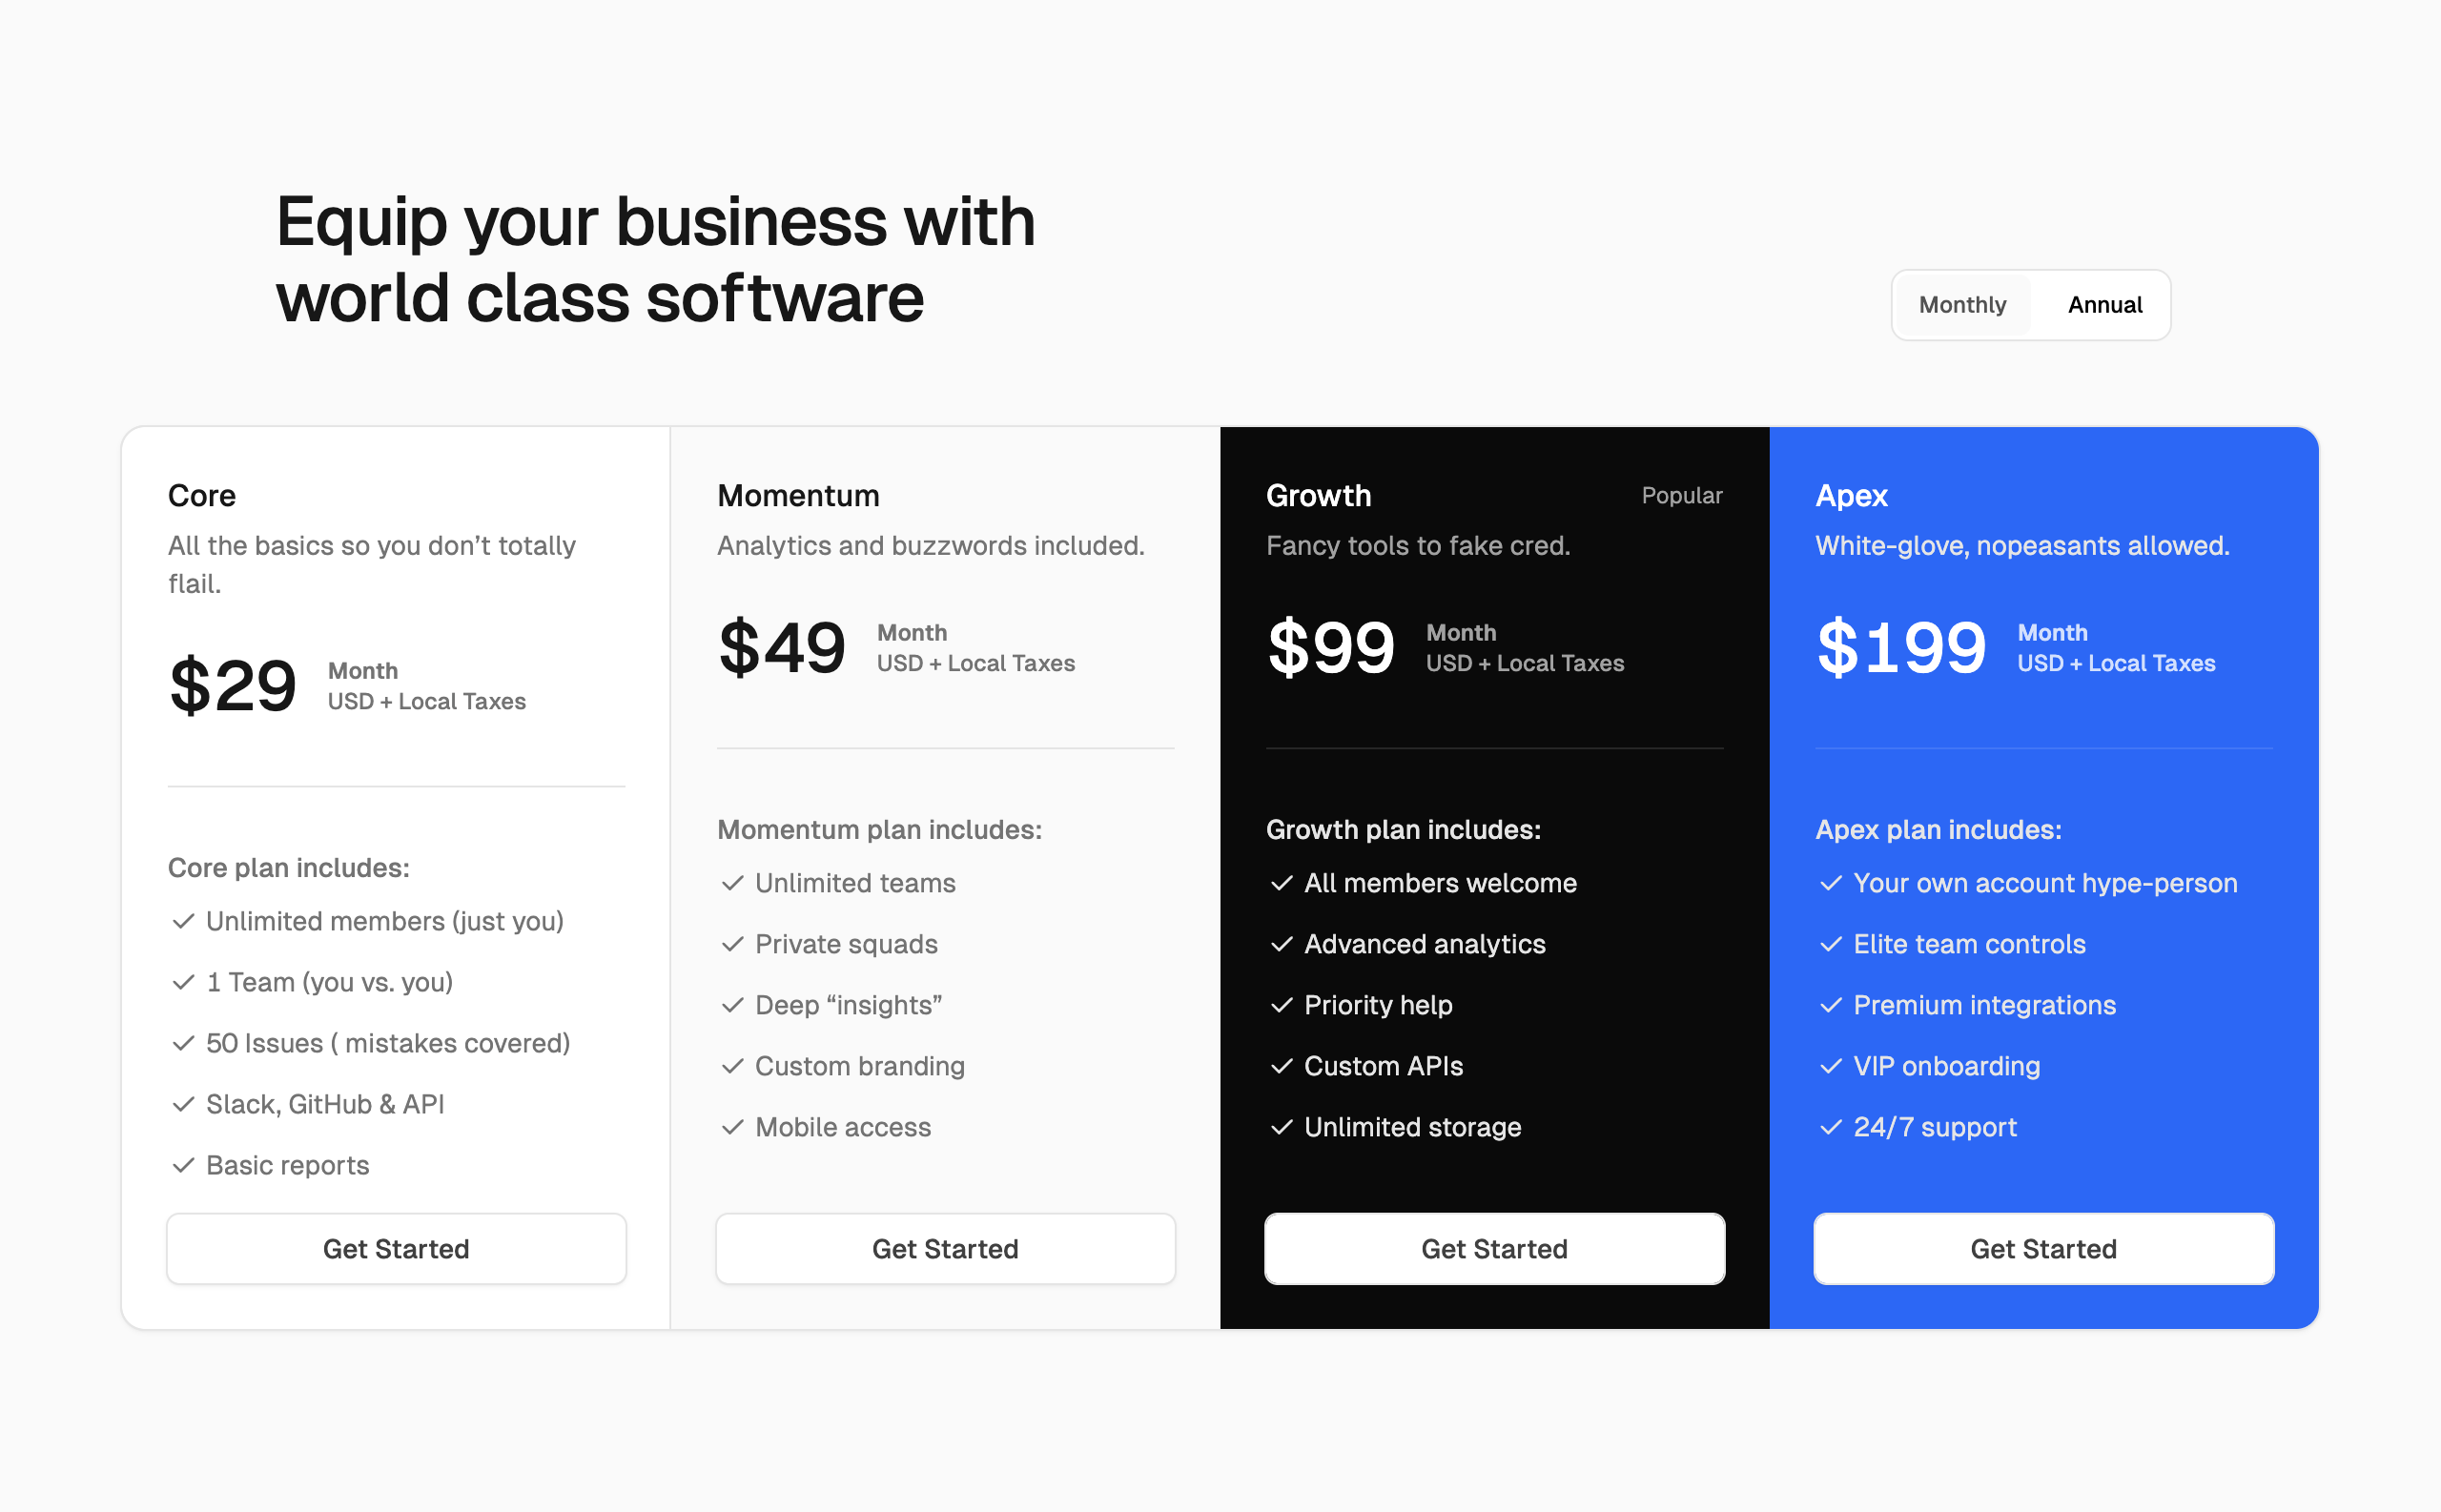 Equip your business with
world class software
Monthly
Annual
Core
All the basics so you don’t totally
flail.
$29
Month
USD + Local Taxes
Core plan includes:
Unlimited members (just you)
1 Team (you vs. you)
50 Issues ( mistakes covered)
Slack, GitHub & API
Basic reports
Get Started
Momentum
Analytics and buzzwords included.
$49
Month
USD + Local Taxes
Momentum plan includes:
Unlimited teams
Private squads
Deep “insights”
Custom branding
Mobile access
Get Started
Growth
Popular
Fancy tools to fake cred.
$99
Month
USD + Local Taxes
Growth plan includes:
All members welcome
Advanced analytics
Priority help
Custom APIs
Unlimited storage
Get Started
Apex
White-glove, nopeasants allowed.
$199
Month
USD + Local Taxes
Apex plan includes:
Your own account hype-person
Elite team controls
Premium integrations
VIP onboarding
24/7 support
Get Started